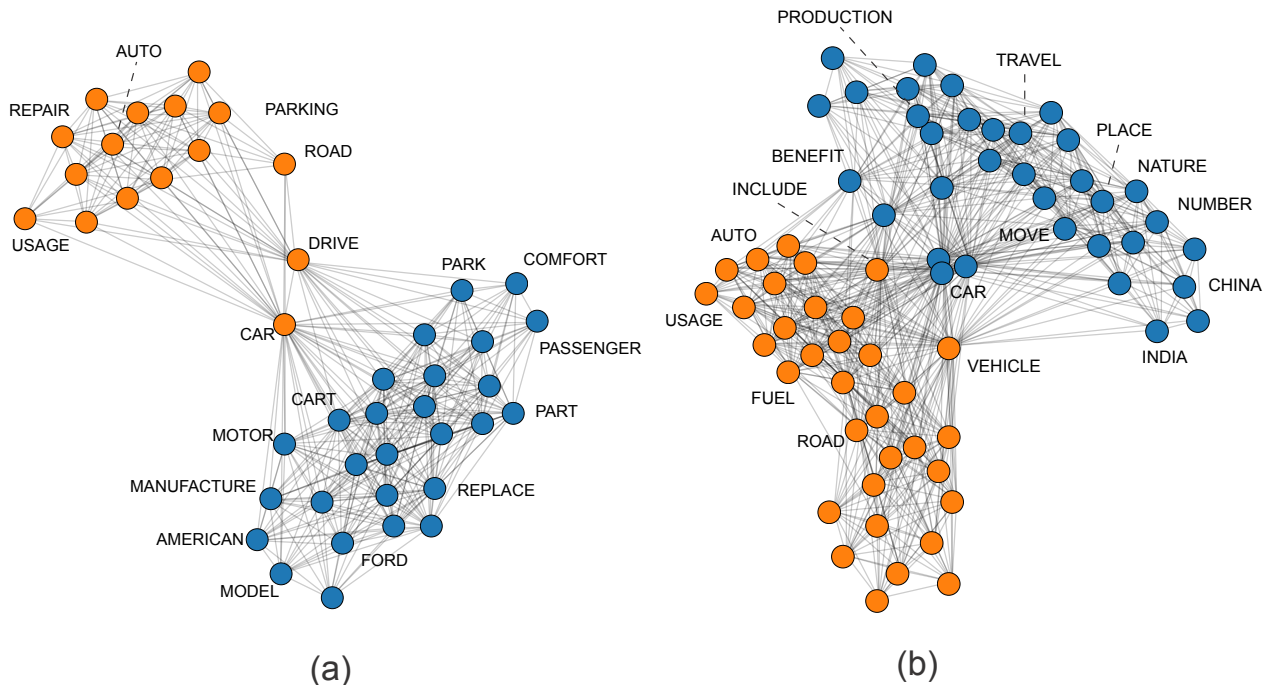 AUTO
REPAIR
PARKING
ROAD
USAGE
DRIVE
PARK
COMFORT
CAR
PASSENGER
CART
PART
MOTOR
MANUFACTURE
REPLACE
AMERICAN
FORD
MODEL
(a)
PRODUCTION
TRAVEL
PLACE
BENEFIT
NATURE
INCLUDE
NUMBER
AUTO
MOVE
CAR
CHINA
USAGE
INDIA
VEHICLE
FUEL
ROAD
(b)